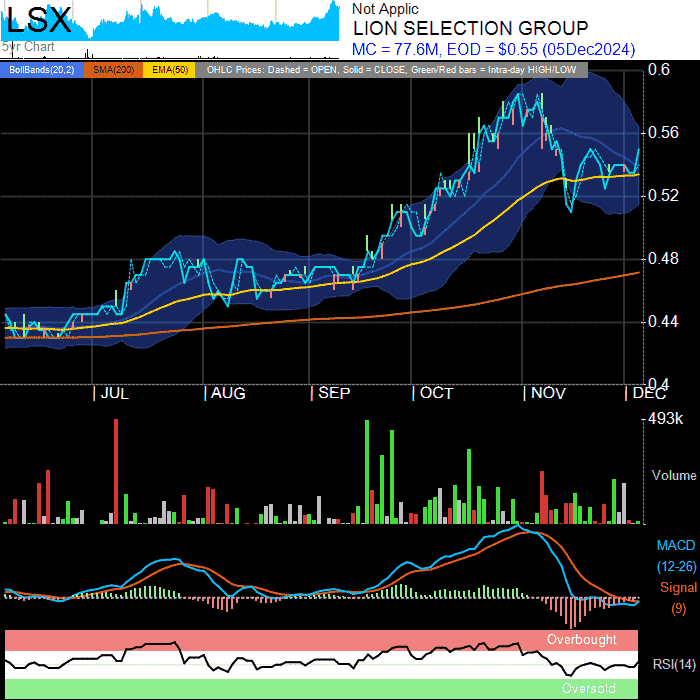 LSX
5yr Chart
Not Applic
LION SELECTION GROUP
MC = 77.6M, EOD = $0.55 (05Dec2024)
BollBands(20,2) SMA(200) EMA(50) OHLC Prices: Dashed = OPEN, Solid = CLOSE, Green/Red bars = Intra-day HIGH/LOW
0.6
0.56
0.52
0.48
0.44
0.4
JUL AUG SEP OCT NOV DEC
493k
Volume
MACD
(12-26)
Signal
(9)
Overbought
RSI(14)
Oversold